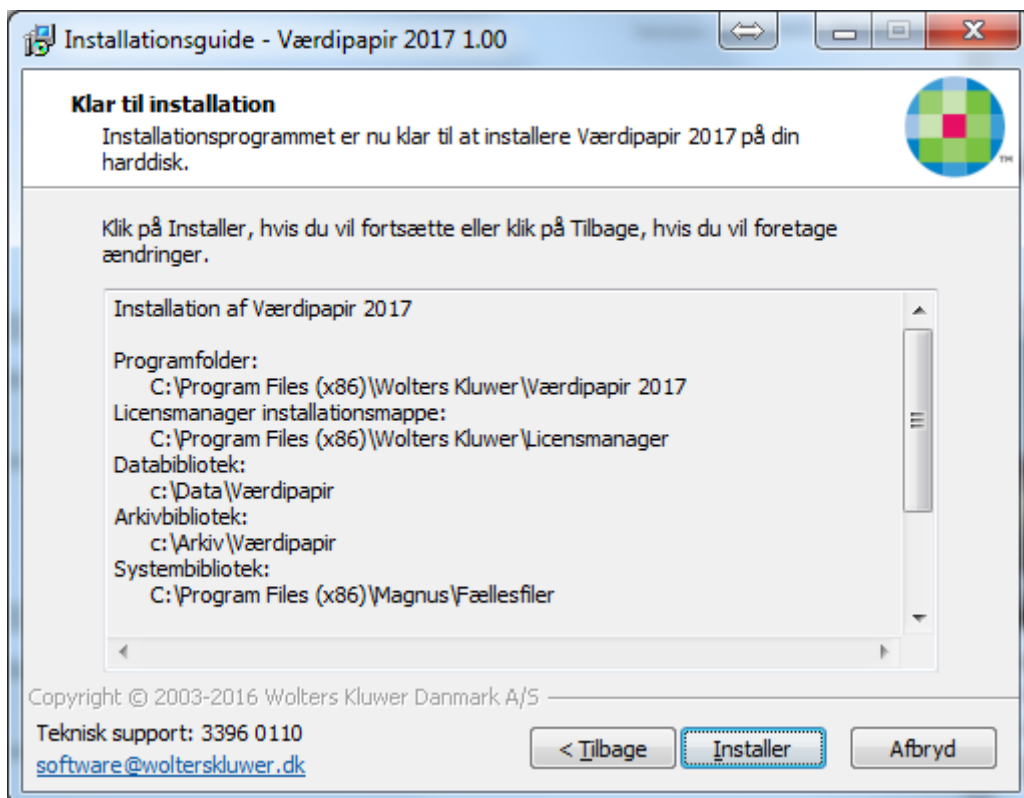 Installationsguide - Værdipapir 2017 1.00
Klar til installation
Installationsprogrammet er nu klar til at installere Værdipapir 2017 på din
harddisk.
TM
Klik på Installer, hvis du vil fortsætte eller klik på Tilbage, hvis du vil foretage
ændringer.
Installation af Værdipapir 2017
Programfolder:
C:\Program Files (x86)\Wolters Kluwer\Værdipapir 2017
Licensmanager installationsmappe:
C:\Program Files (x86)\Wolters Kluwer\Licensmanager
Databibliotek:
c:\Data\Værdipapir
Arkivbibliotek:
c:\Arkiv\Værdipapir
Systembibliotek:
C:\Program Files (x86)\Magnus\Fællesfiler
Copyright © 2003-2016 Wolters Kluwer Danmark A/S
Teknisk support: 3396 0110
software@wolterskluwer.dk
< Tilbage
Installer
Afbryd